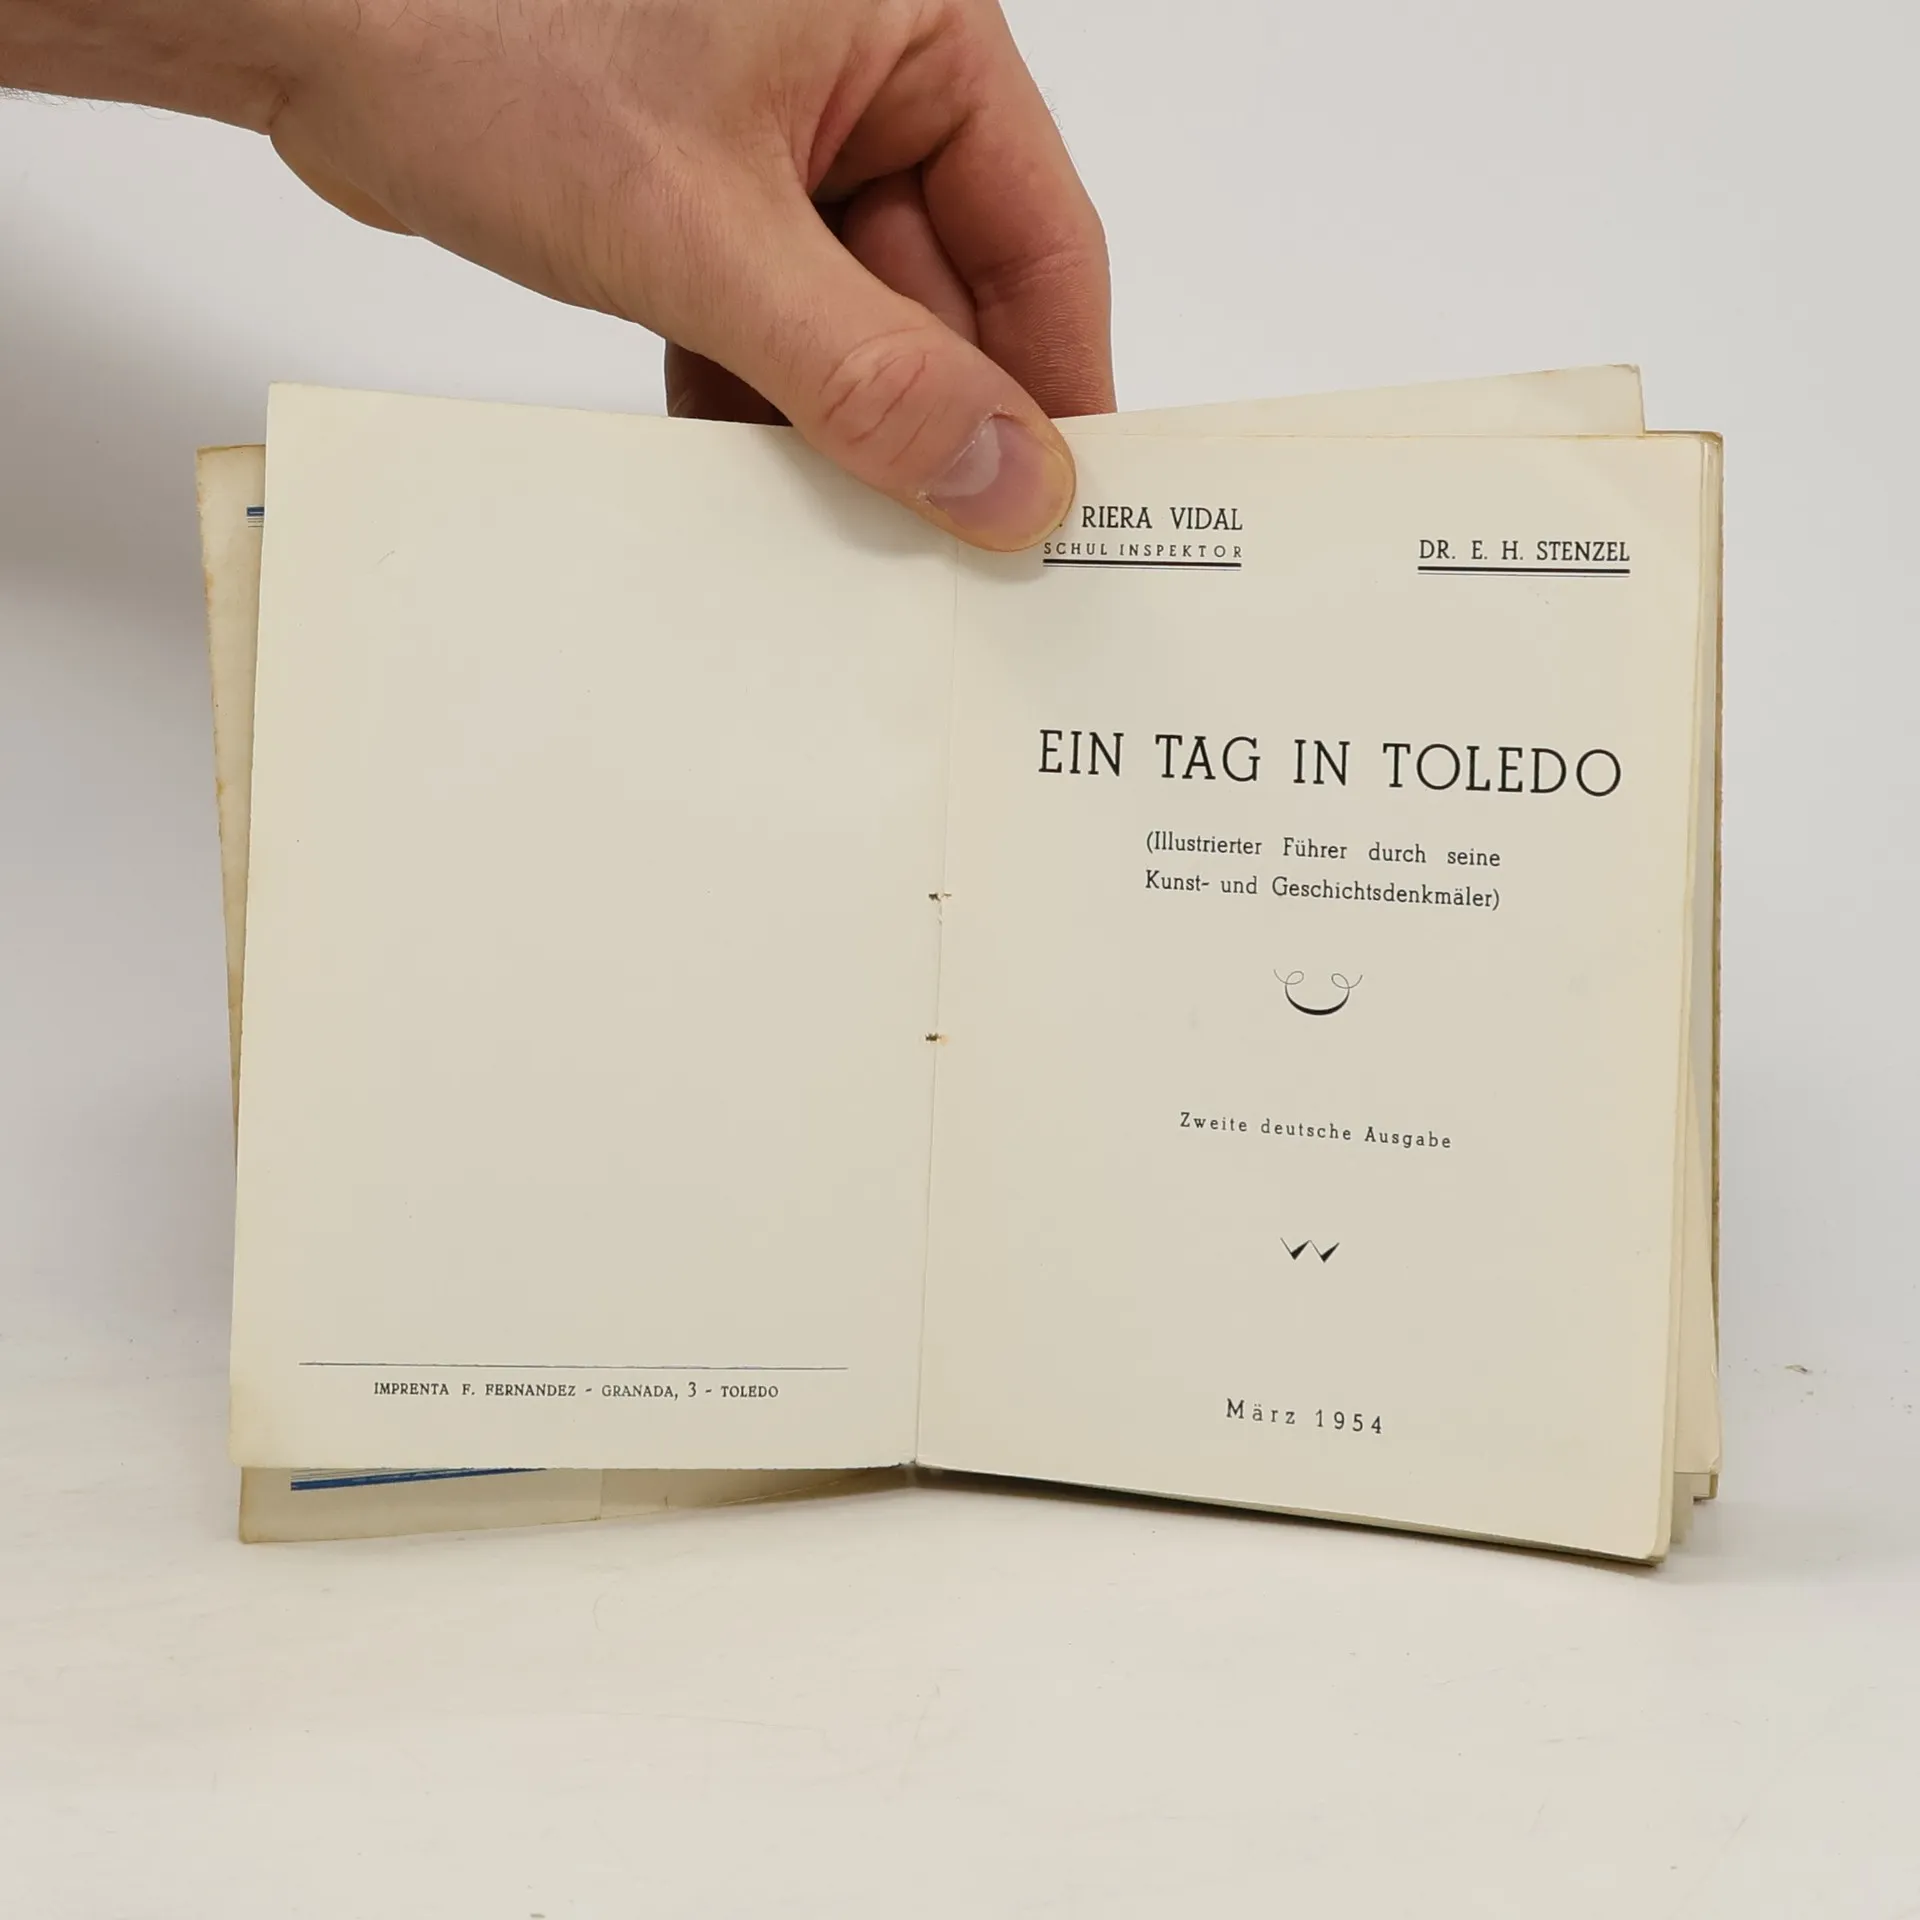 IMPRENTA F. FERNANDEZ - GRANADA, 3 - TOLEDO
RIERA VIDAL
SCHUL INSPEKTOR
DR. E. H. STENZEL
EIN TAG IN TOLEDO
(Illustrierter Führer durch seine
Kunst- und Geschichtsdenkmäler)
Zweite deutsche Ausgabe
März 1954